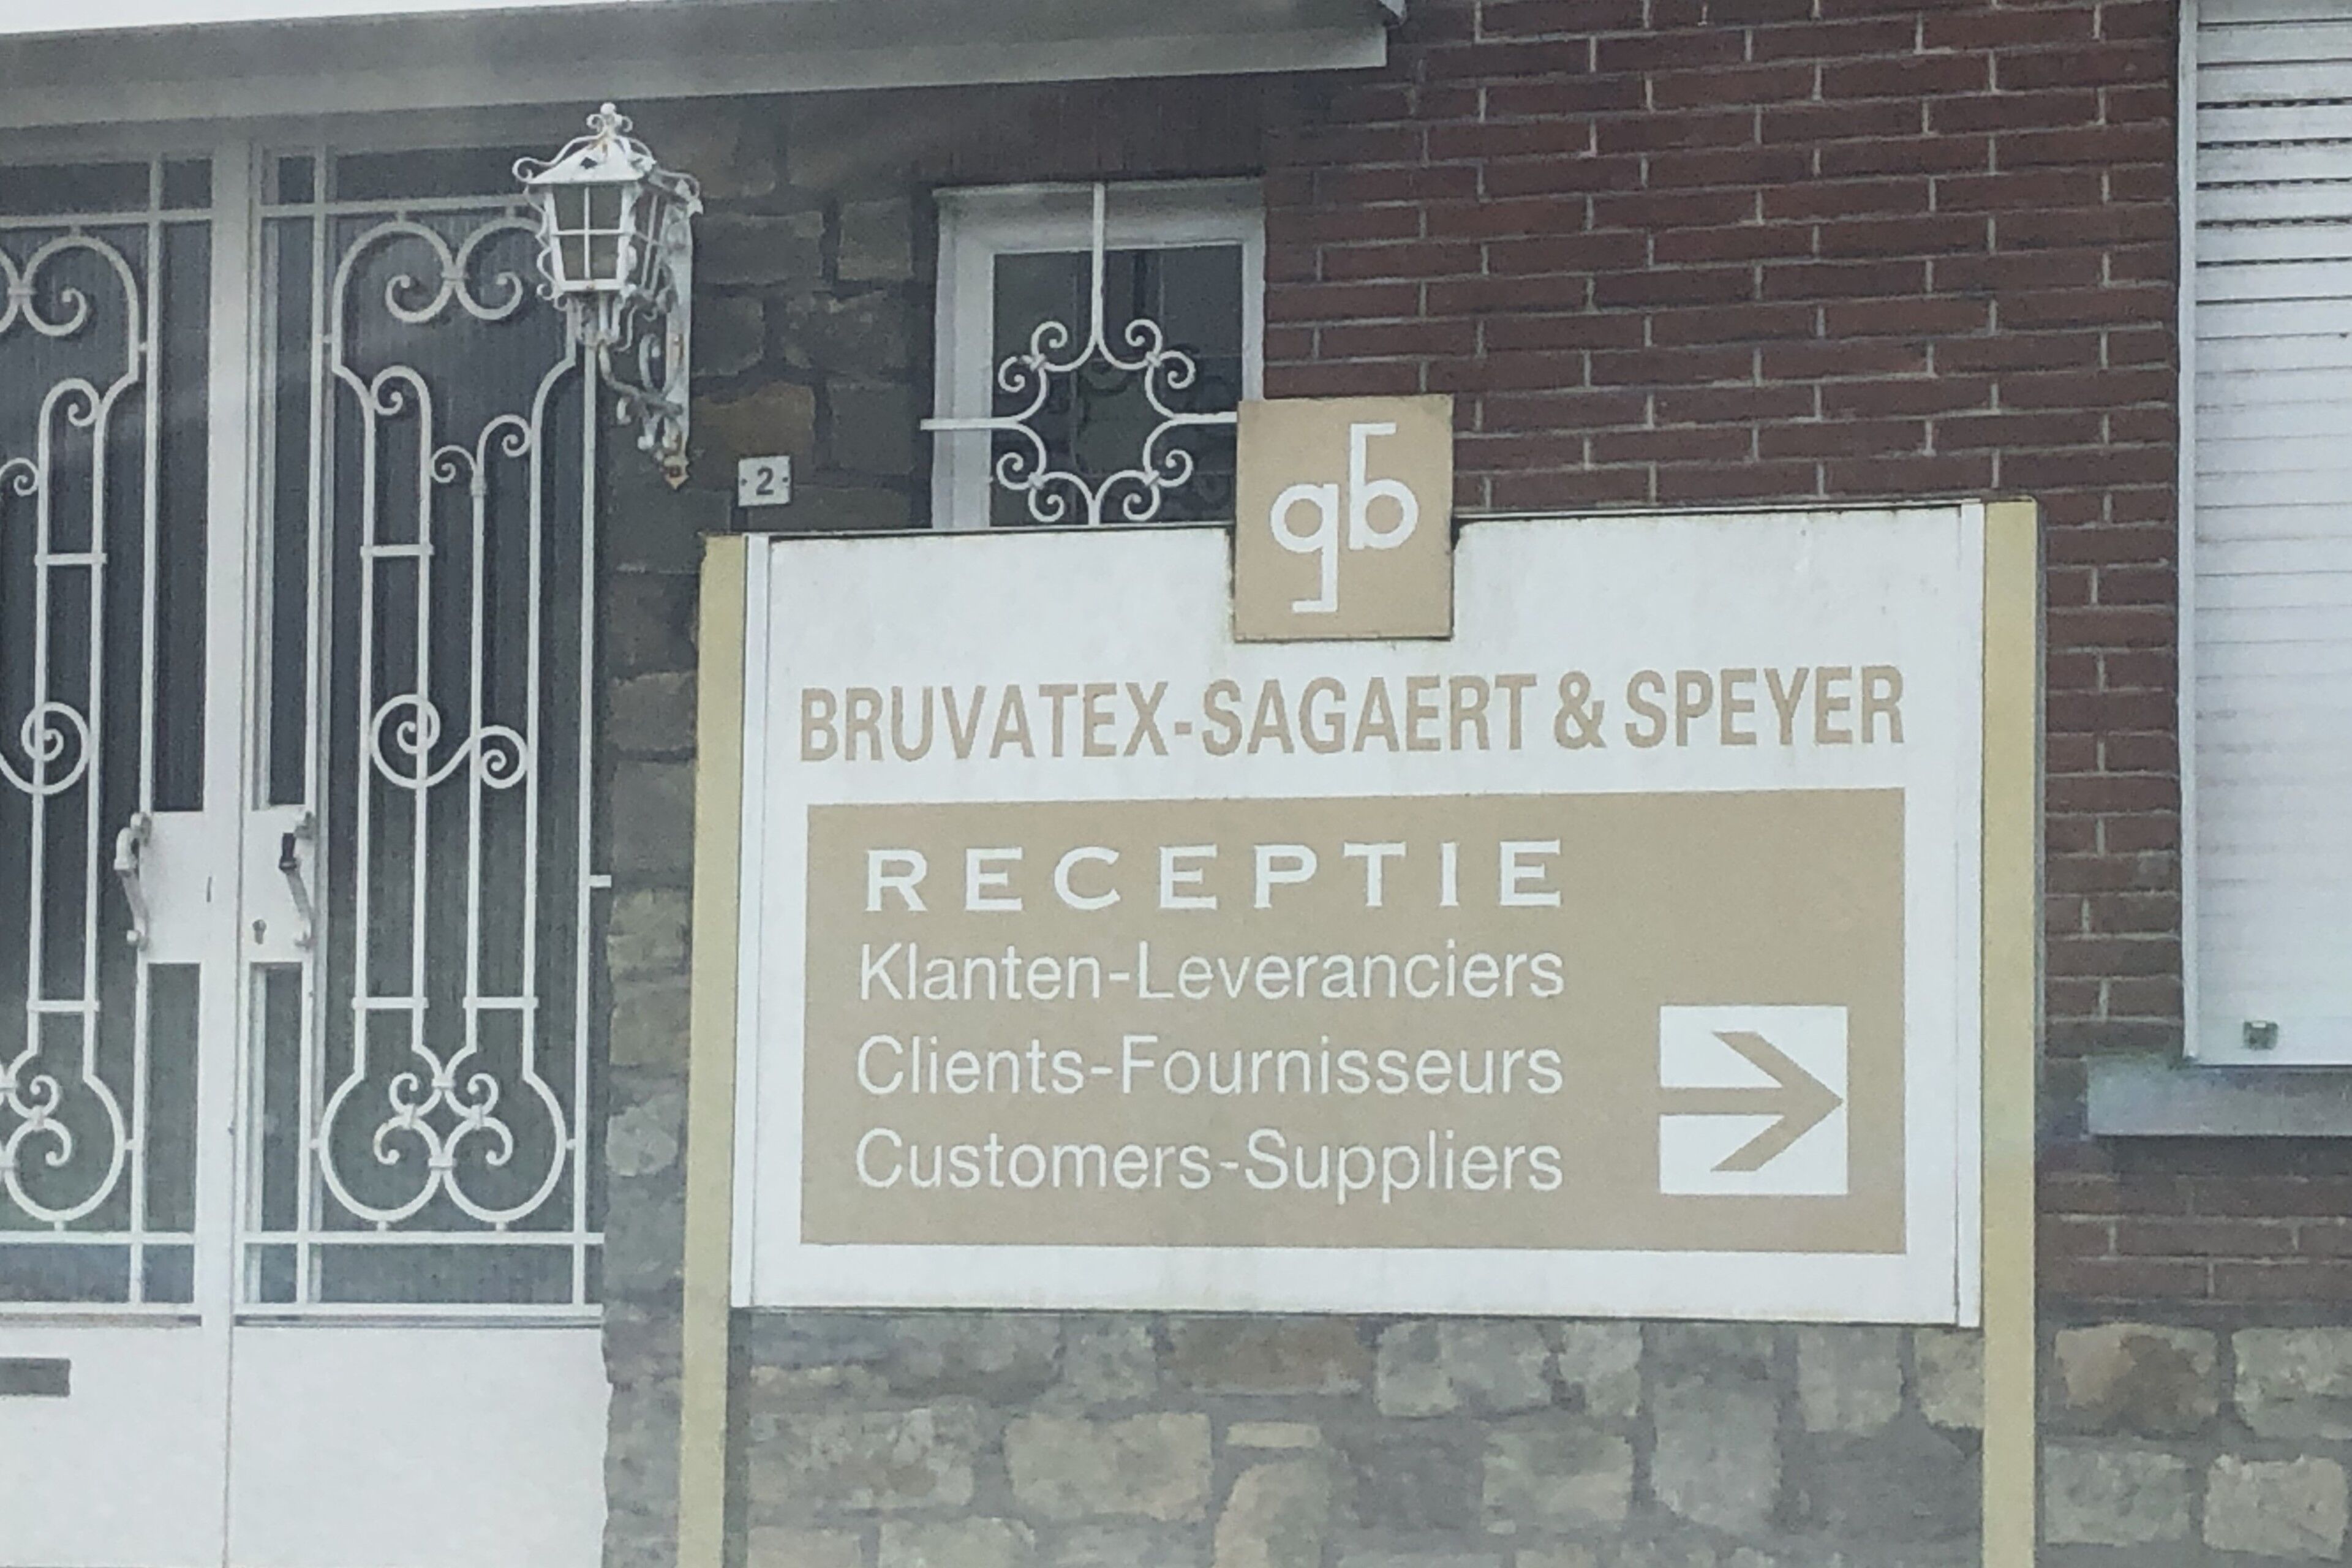 2
gb
BRUVATEX-SAGAERT & SPEYER
RECEPTIE
Klanten-Leveranciers
Clients-Fournisseurs
Customers-Suppliers